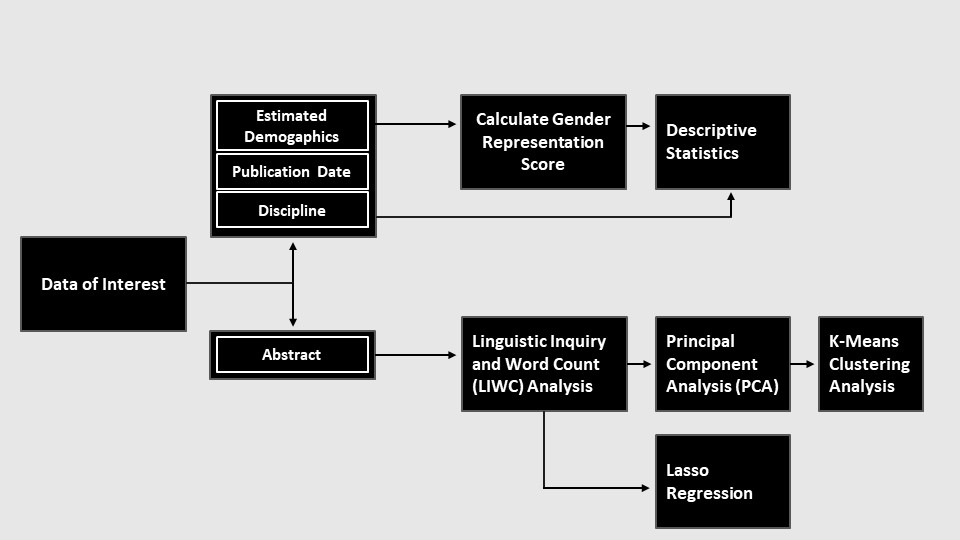 Estimated
Demogaphics
Publication Date
Discipline
Calculate Gender
Representation
Score
Descriptive
Statistics
Data of Interest
Abstract
Linguistic Inquiry
and Word Count
(LIWC) Analysis
Principal
Component
Analysis (PCA)
K-Means
Clustering
Analysis
Lasso
Regression